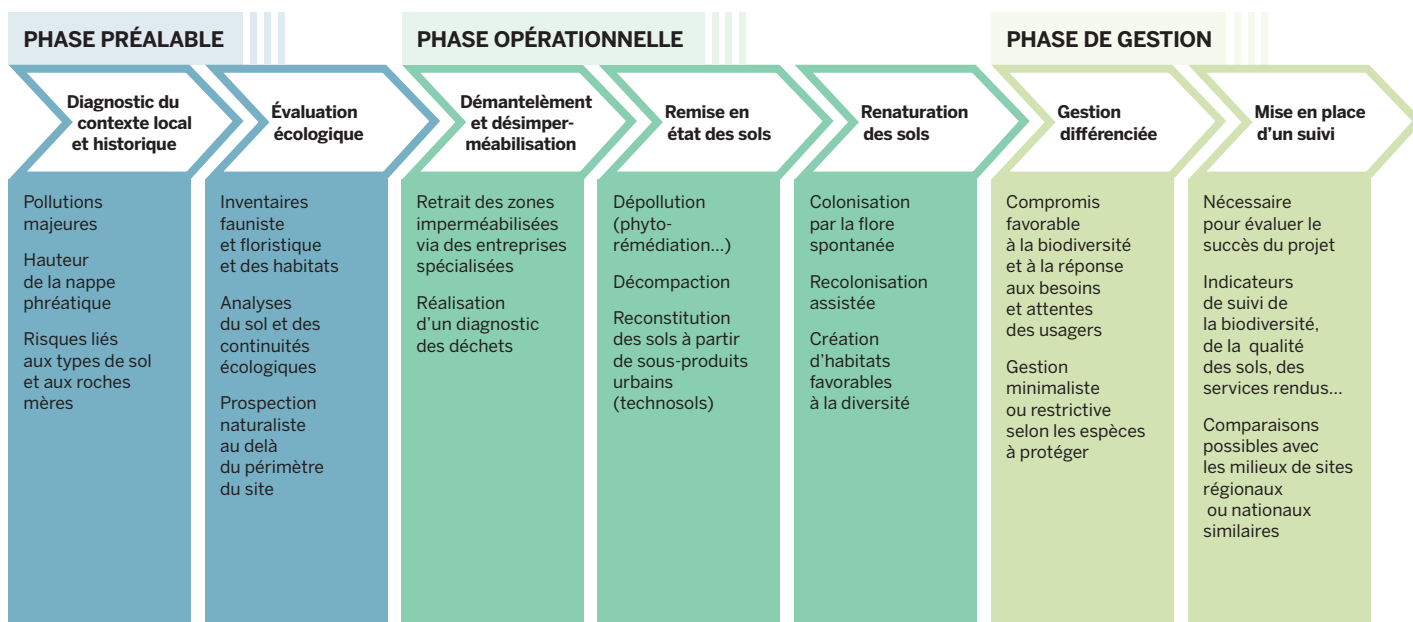 PHASE PRÉALABLE
Diagnostic du
contexte local
et historique
Pollutions
majeures
Hauteur
de la nappe
phréatique
Risques liés
aux types de sol
et aux roches
mères
Évaluation
écologique
Inventaires
fauniste
et floristique
et des habitats
Analyses
du sol et des
continuités
écologiques
Prospection
naturaliste
au delà
du périmètre
du site
PHASE OPÉRATIONNELLE
Démantelèment
et désimper-
méabilisation
Retrait des zones
imperméabilisées
via des entreprises
spécialisées
Réalisation
d'un diagnostic
des déchets
Remise en
état des sols
Dépollution
(phyto-
rémédiation...)
Décompaction
Reconstitution
des sols à partir
de sous-produits
urbains
(technosols)
Renaturation
des sols
Colonisation
par la flore
spontanée
Recolonisation
assistée
Création
d'habitats
favorables
à la diversité
PHASE DE GESTION
Gestion
différenciée
Compromis
favorable
à la biodiversité
et à la réponse
aux besoins
et attentes
des usagers
Gestion
minimaliste
ou restrictive
selon les espèces
à protéger
Mise en place
d'un suivi
Nécessaire
pour évaluer le
succès du projet
Indicateurs
de suivi de
la biodiversité,
de la qualité
des sols, des
services rendus...
Comparaisons
possibles avec
les milieux de sites
régionaux
ou nationaux
similaires